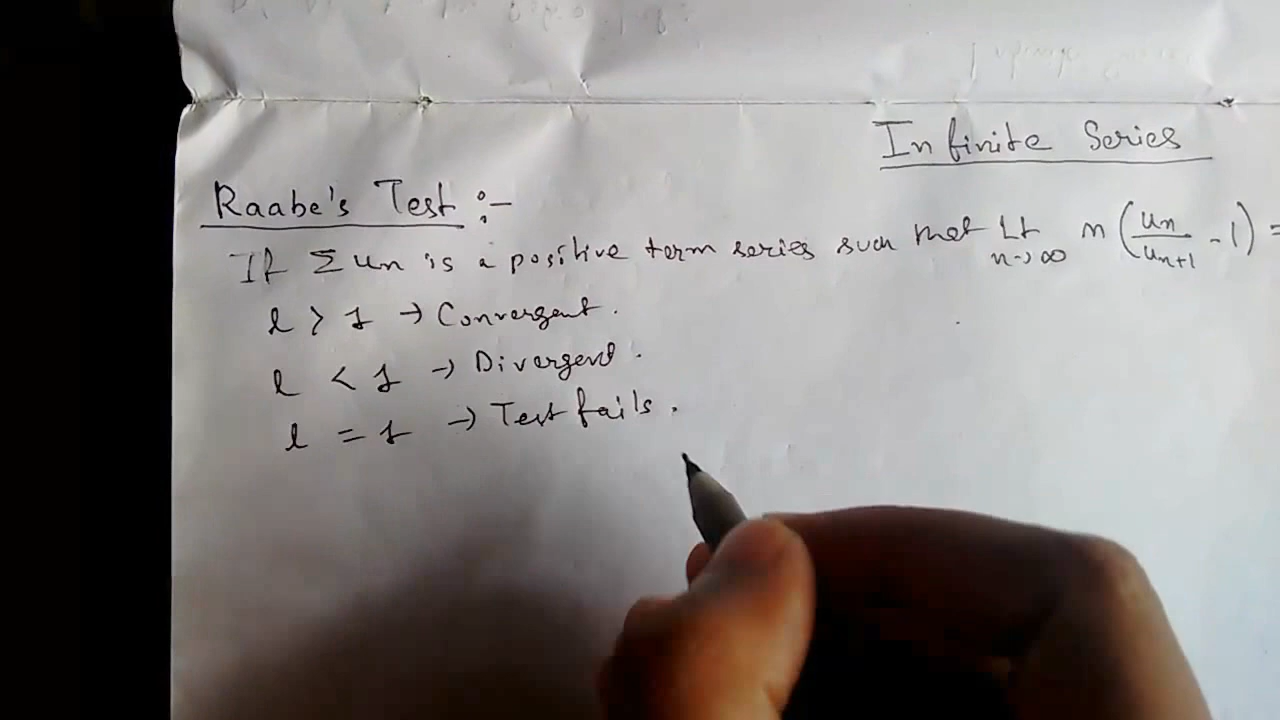 Infinite Series
Raabe's Test :-
If Σ un is a positive term series such that Lt n→∞ n(un/un+1 - 1) =
l > 1 → Convergent.
l < 1 → Divergent.
l = 1 → Test fails.